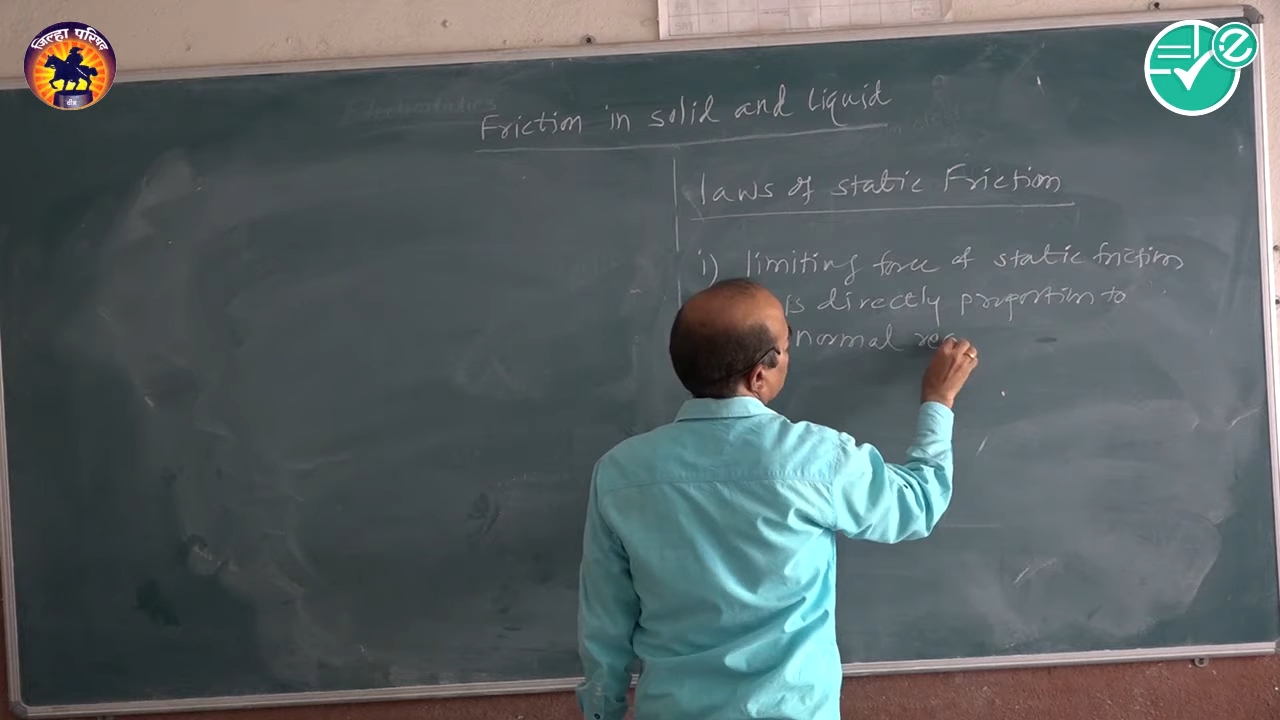 जिल्हा परिषद
बीड
Friction in solid and Liquid
laws of static Friction
i) limiting force of static friction
is directly proportion to
normal rea